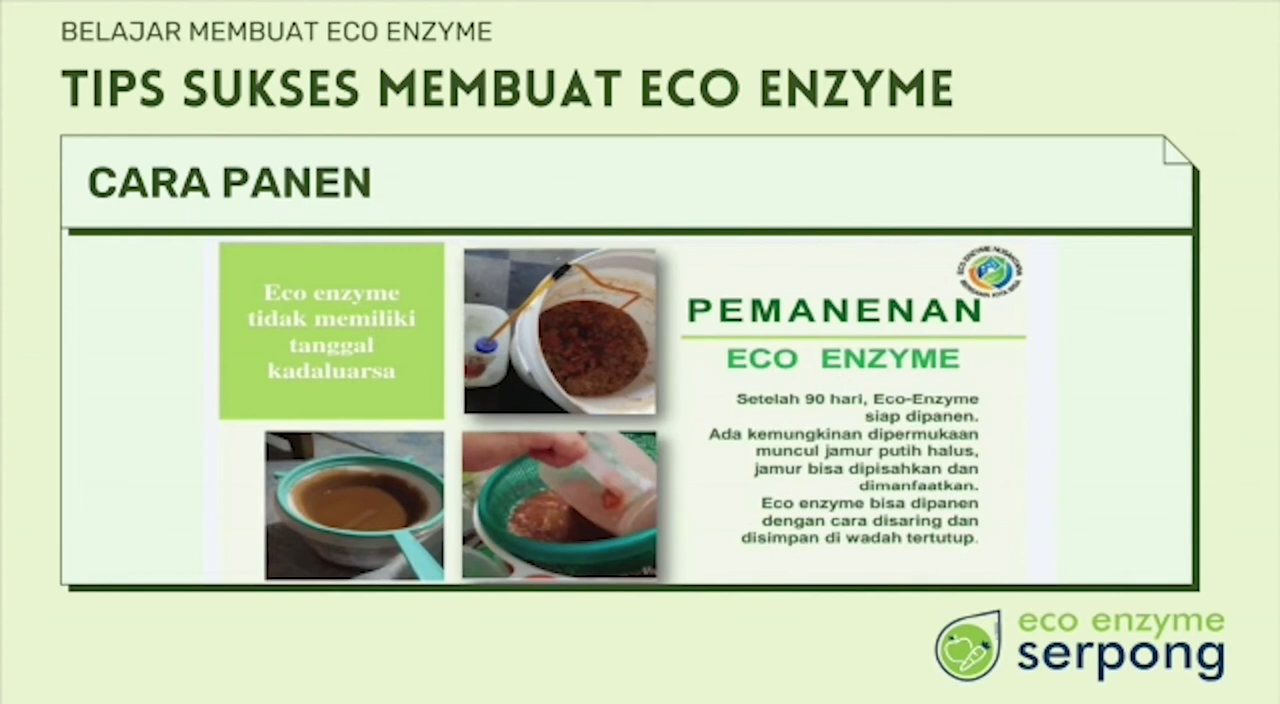 BELAJAR MEMBUAT ECO ENZYME
TIPS SUKSES MEMBUAT ECO ENZYME
CARA PANEN
Eco enzyme
tidak memiliki
tanggal
kadaluarsa
PEMANENAN
ECO ENZYME
Setelah 90 hari, Eco-Enzyme
siap dipanen.
Ada kemungkinan dipermukaan
muncul jamur putih halus,
jamur bisa dipisahkan dan
dimanfaatkan.
Eco enzyme bisa dipanen
dengan cara disaring dan
disimpan di wadah tertutup.
eco enzyme
serpong